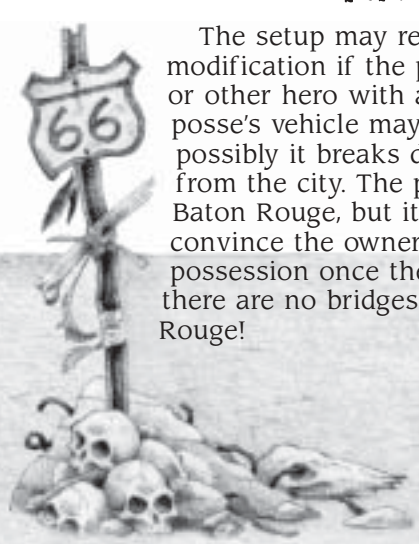 66
The setup may re
modification if the p
or other hero with a
posse's vehicle may
possibly it breaks d
from the city. The p
Baton Rouge, but it
convince the owner
possession once the
there are no bridges
Rouge!